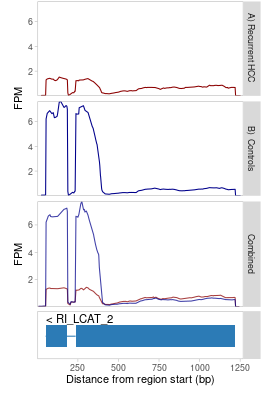 A) Recurrent HCC
6
4
2
B) Controls
6
4
2
FPM
Combined
6
4
2
FPM
< RI_LCAT_2
250 500 750 1000 1250
Distance from region start (bp)